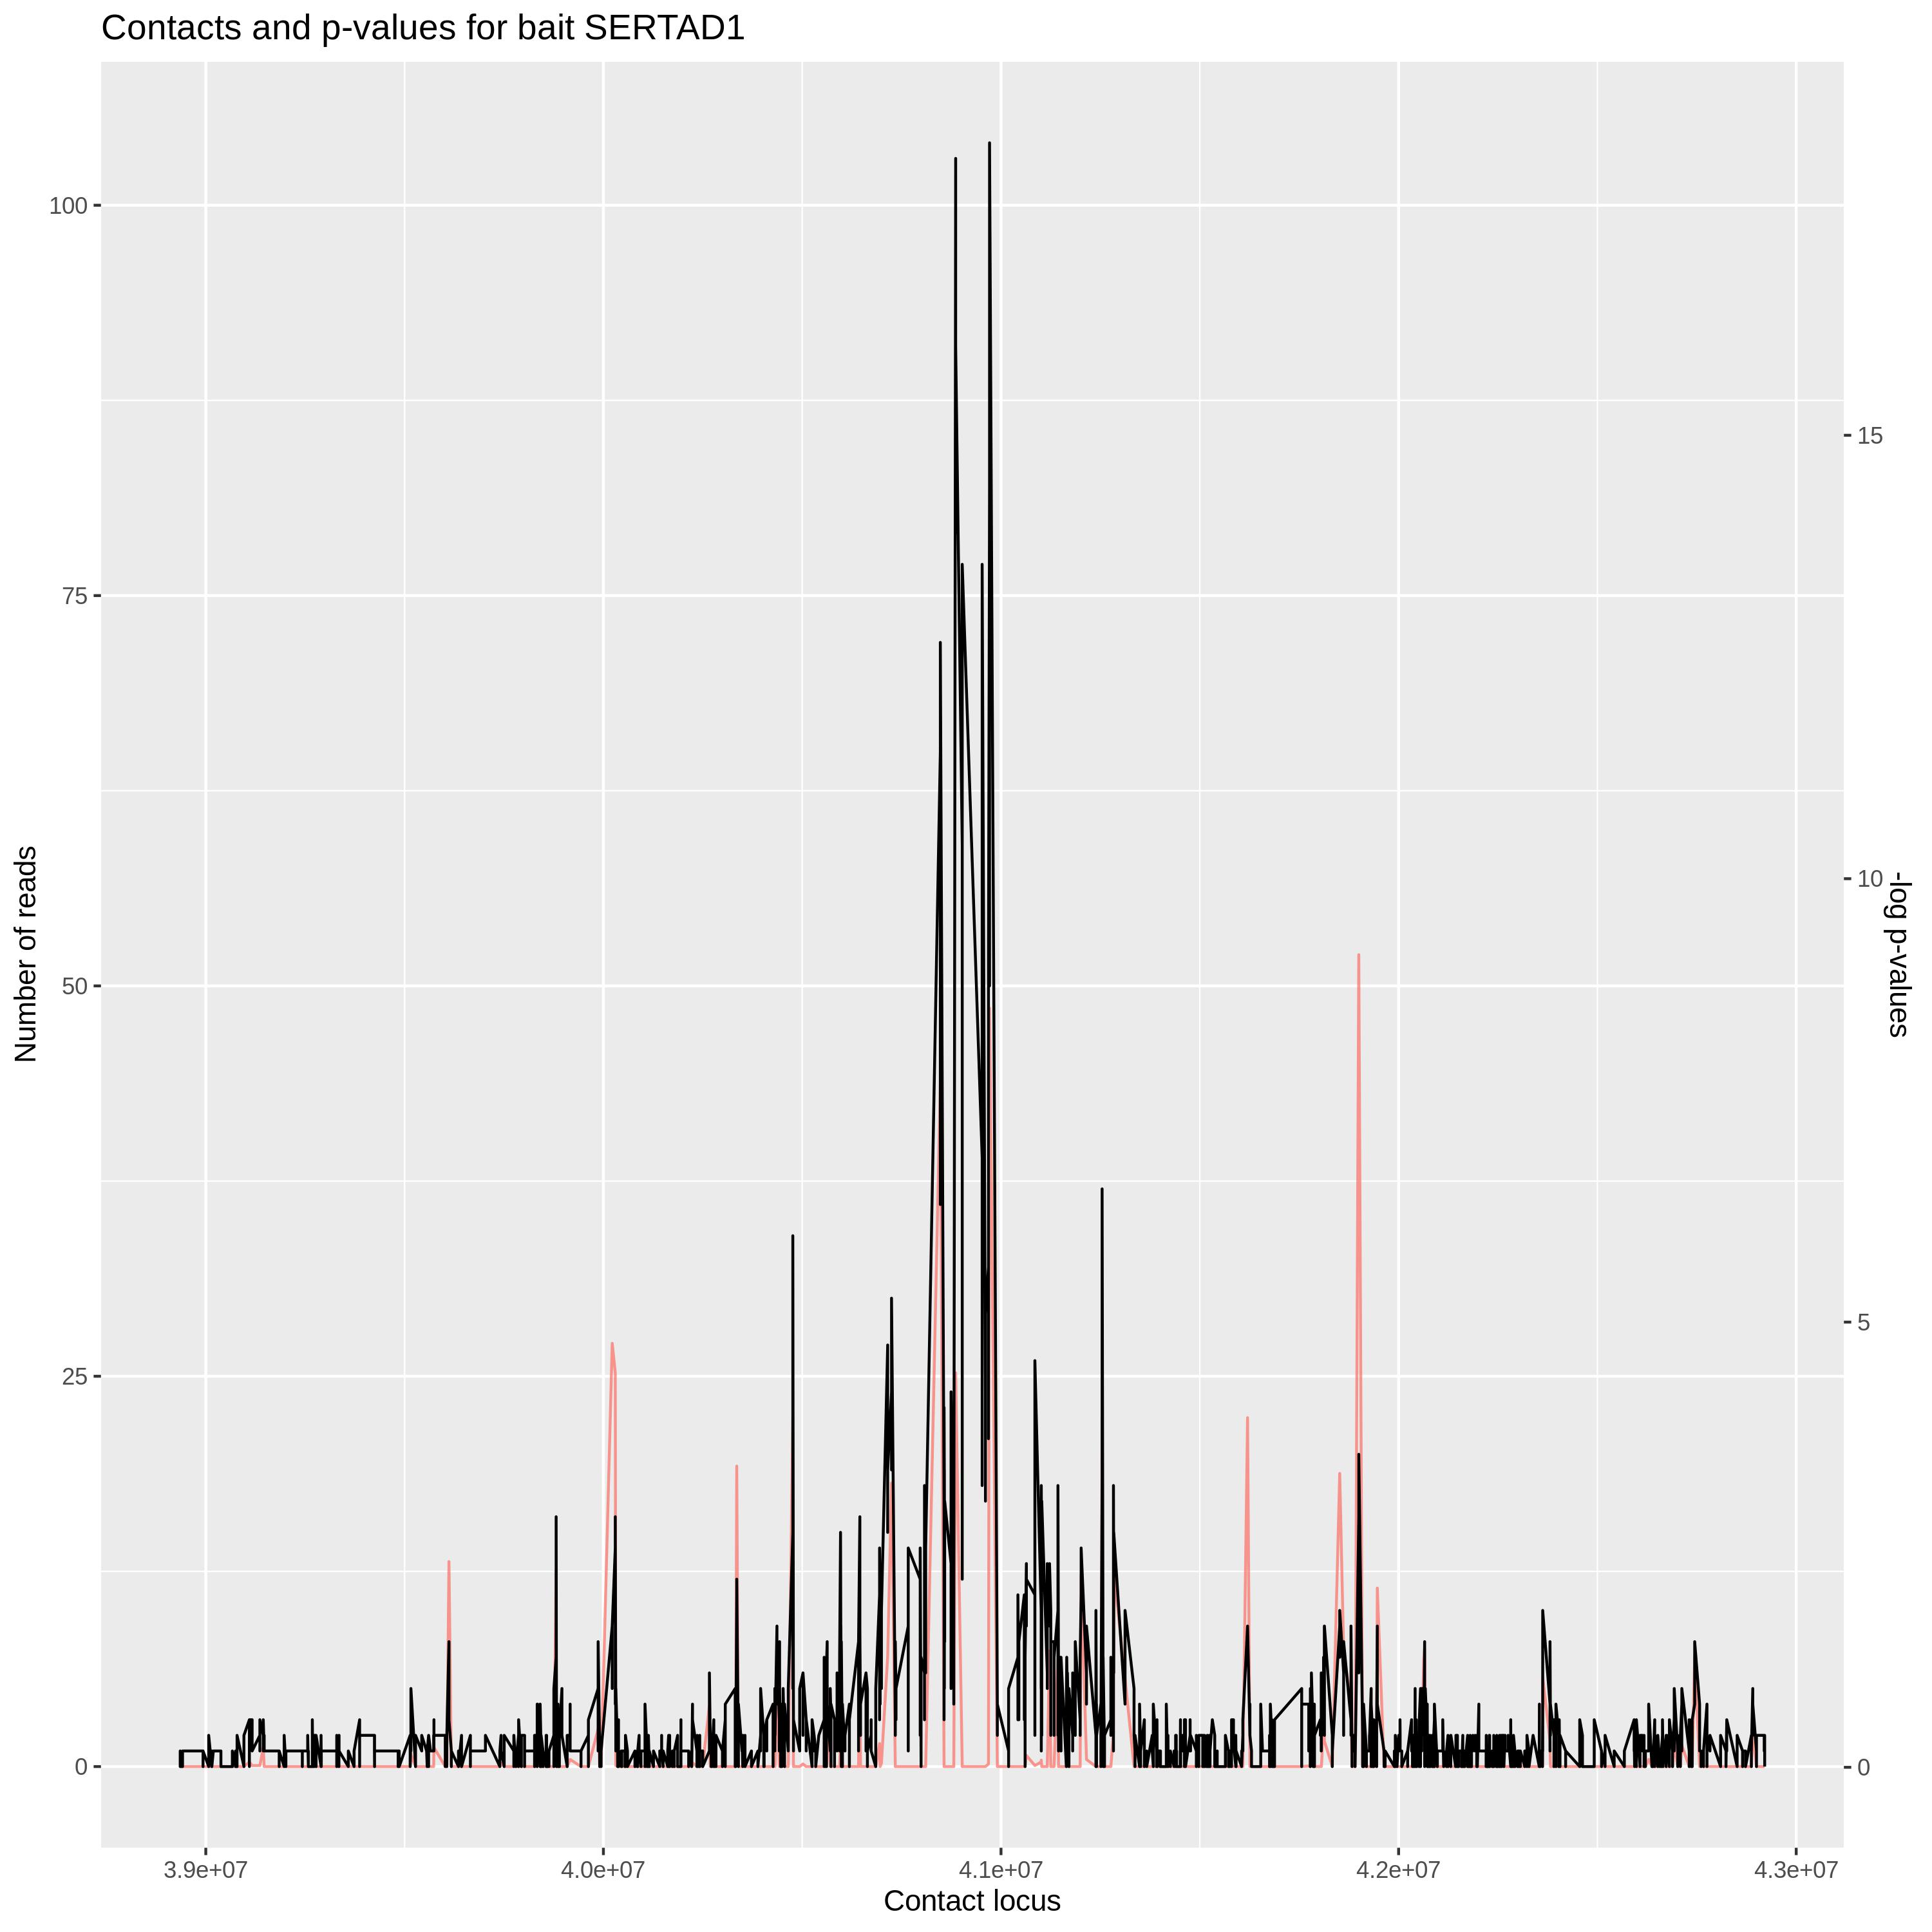 Contacts and p-values for bait SERTAD1
100
75
50
25
0
Number of reads
15
10
5
0
-log p-values
3.9e+07
4.0e+07
4.1e+07
4.2e+07
4.3e+07
Contact locus